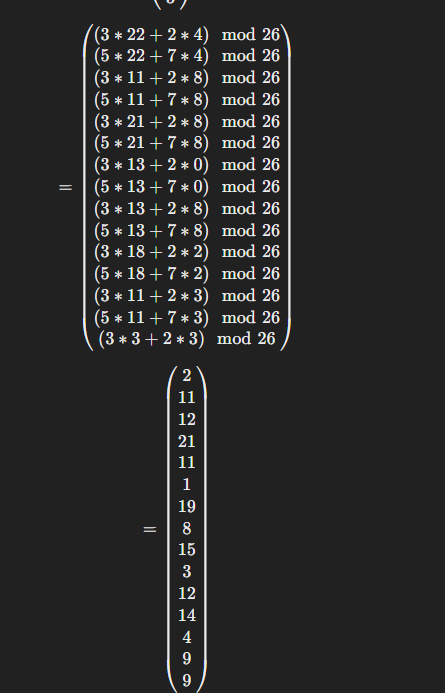 = ((3 * 22 + 2 * 4) mod 26
(5 * 22 + 7 * 4) mod 26
(3 * 11 + 2 * 8) mod 26
(5 * 11 + 7 * 8) mod 26
(3 * 21 + 2 * 8) mod 26
(5 * 21 + 7 * 8) mod 26
(3 * 13 + 2 * 0) mod 26
(5 * 13 + 7 * 0) mod 26
(3 * 13 + 2 * 8) mod 26
(5 * 13 + 7 * 8) mod 26
(3 * 18 + 2 * 2) mod 26
(5 * 18 + 7 * 2) mod 26
(3 * 11 + 2 * 3) mod 26
(5 * 11 + 7 * 3) mod 26
(3 * 3 + 2 * 3) mod 26)
= (2
11
12
21
11
1
19
8
15
3
12
14
4
9
9)